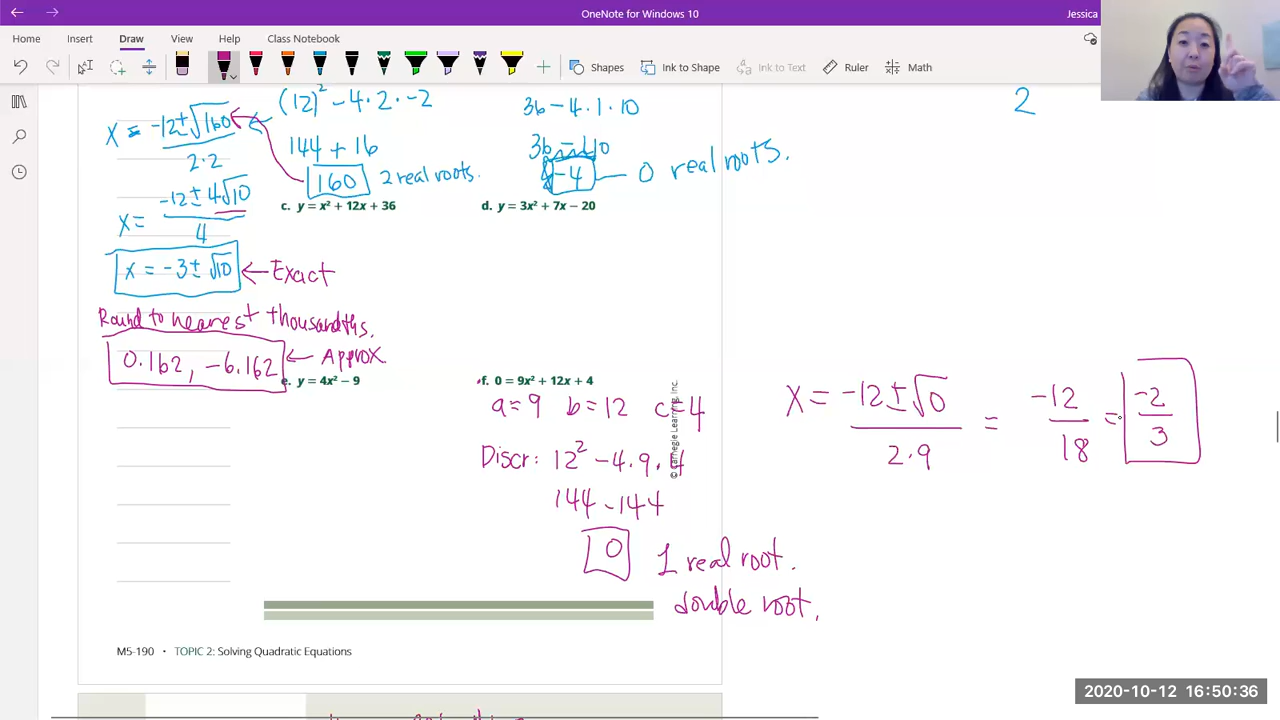 OneNote for Windows 10
Jessica
Home Insert Draw View Help Class Notebook
Shapes Ink to Shape Ink to Text Ruler Math
x = -12±√160
2·2
(12)² - 4·2·-2
144 + 16
160 2 real roots.
36 - 4·1·10
-4 0 real roots.
2
x = -12 ± 4√10
4
x = -3 ± √10 ← Exact
Round to nearest thousandths.
0.162, -6.162 ← Approx.
c. y = x² + 12x + 36
d. y = 3x² + 7x − 20
e. y = 4x² − 9
f. 0 = 9x² + 12x + 4
a = 9 b = 12 c = 4
Discr: 12² - 4·9·4
144 - 144
0 1 real root.
double root.
x = -12 ± √0 = -12 = -2
2·9 18 3
© Carnegie Learning, Inc.
M5-190 • TOPIC 2: Solving Quadratic Equations
2020-10-12 16:50:36